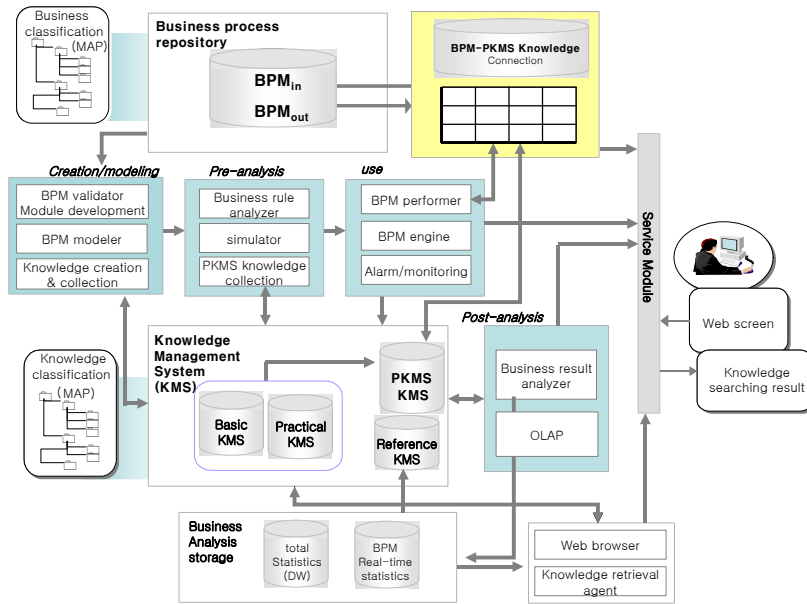 Business
classification
(MAP)
Business process
repository
BPMin
BPMout
BPM-PKMS Knowledge
Connection
Creation/modeling
BPM validator
Module development
BPM modeler
Knowledge creation
& collection
Pre-analysis
Business rule
analyzer
simulator
PKMS knowledge
collection
use
BPM performer
BPM engine
Alarm/monitoring
Service Module
Web screen
Knowledge
searching result
Knowledge
classification
(MAP)
Knowledge
Management
System
(KMS)
Basic
KMS
Practical
KMS
PKMS
KMS
Reference
KMS
Post-analysis
Business result
analyzer
OLAP
Business
Analysis
storage
total
Statistics
(DW)
BPM
Real-time
statistics
Web browser
Knowledge retrieval
agent